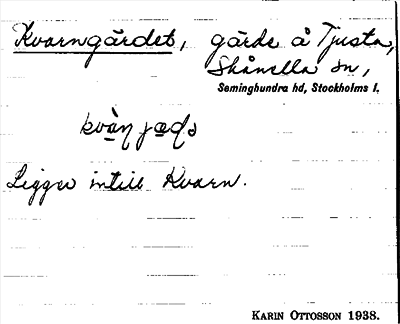 Kvarngärdet, gärde å Tjusta,
Skånella sn,
Seminghundra hd, Stockholms l.
Ligger intill Kvarn.
KARIN OTTOSSON 1938.